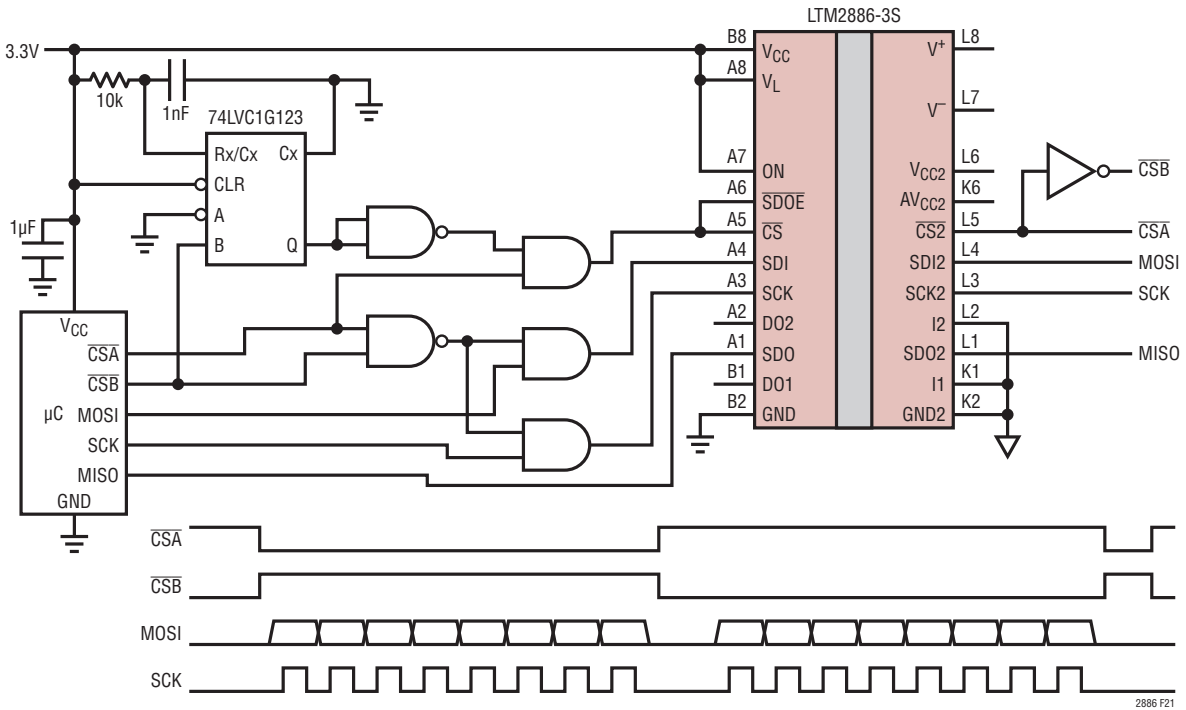 LTM2886-3S
3.3V
10k
1nF
74LVC1G123
Rx/Cx
Cx
CLR
A
B
Q
1µF
VCC
CSA
CSB
µC
MOSI
SCK
MISO
GND
B8
VCC
A8
VL
A7
ON
A6
SDOE
A5
CS
A4
SDI
A3
SCK
A2
DO2
A1
SDO
B1
DO1
B2
GND
V+
L8
V−
L7
VCC2
L6
AVCC2
K6
CS2
L5
SDI2
L4
SCK2
L3
I2
L2
SDO2
L1
I1
K1
GND2
K2
CSB
CSA
MOSI
SCK
MISO
CSA
CSB
MOSI
SCK
2886 F21